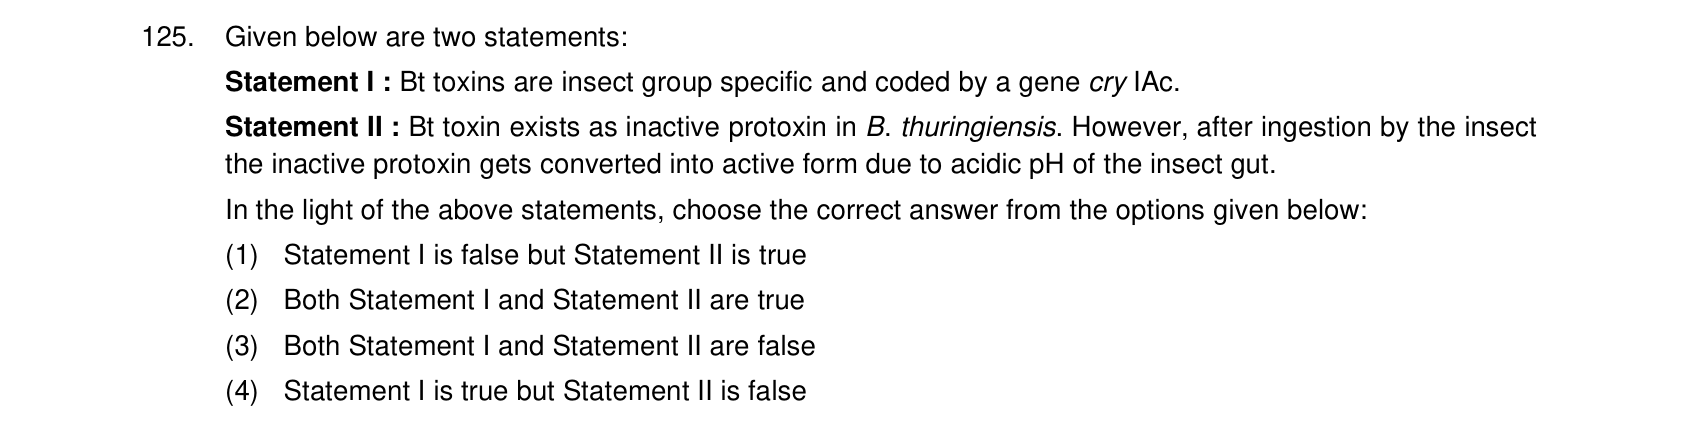 125. Given below are two statements:
Statement I : Bt toxins are insect group specific and coded by a gene cry IAc.
Statement II : Bt toxin exists as inactive protoxin in B. thuringiensis. However, after ingestion by the insect
the inactive protoxin gets converted into active form due to acidic pH of the insect gut.
In the light of the above statements, choose the correct answer from the options given below:
(1) Statement I is false but Statement II is true
(2) Both Statement I and Statement II are true
(3) Both Statement I and Statement II are false
(4) Statement I is true but Statement II is false